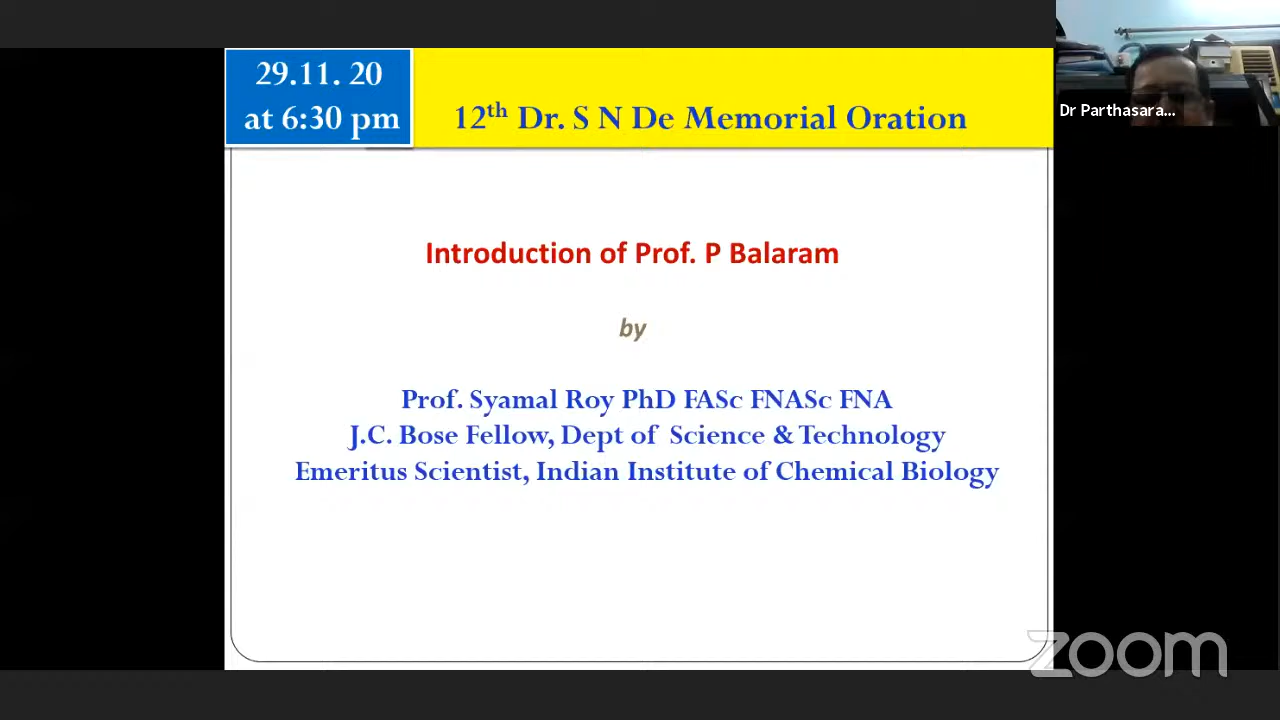 29.11. 20
at 6:30 pm
12th Dr. S N De Memorial Oration
Dr Parthasara...
Introduction of Prof. P Balaram
by
Prof. Syamal Roy PhD FASc FNASc FNA
J.C. Bose Fellow, Dept of Science & Technology
Emeritus Scientist, Indian Institute of Chemical Biology
zoom